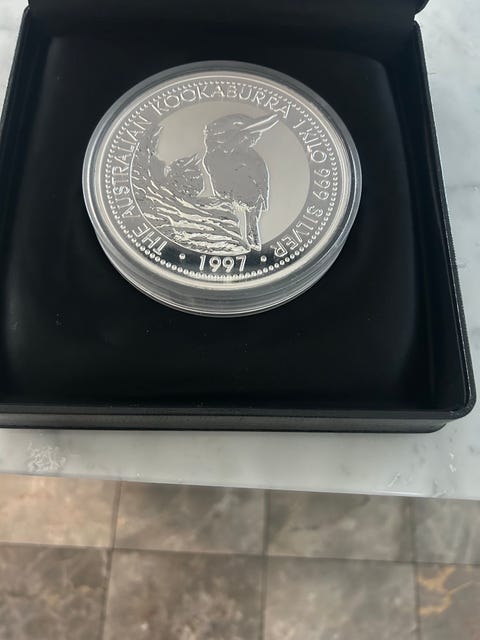 THE AUSTRALIAN KOOKABURRA 1 KILO 999 SILVER
• 1997 •